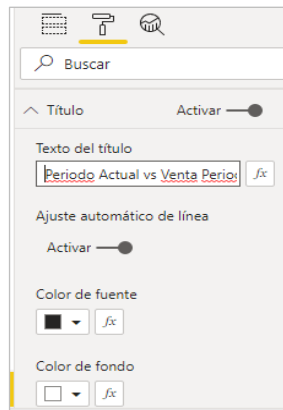 Buscar
Título Activar
Texto del título
Periodo Actual vs Venta Perio
fx
Ajuste automático de línea
Activar
Color de fuente
fx
Color de fondo
fx